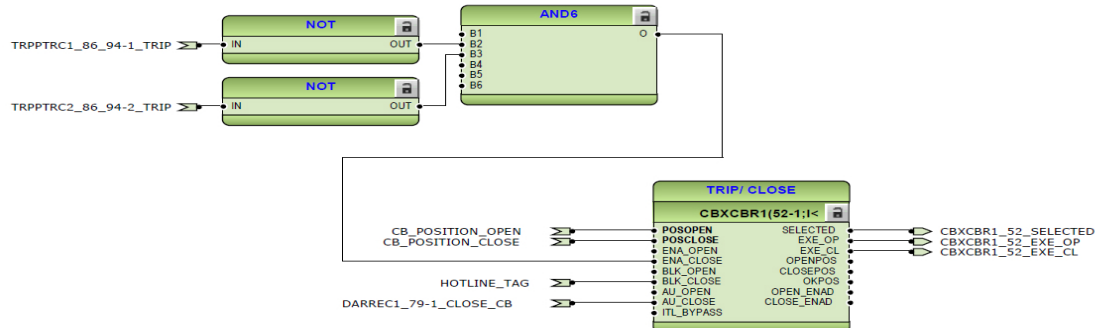 NOT
AND6
TRPPTRC1_86_94-1_TRIP
IN
OUT
B1
B2
B3
B4
B5
B6
O
NOT
TRPPTRC2_86_94-2_TRIP
IN
OUT
TRIP/ CLOSE
CBXCBR1(52-1;I<
CB_POSITION_OPEN
CB_POSITION_CLOSE
HOTLINE_TAG
DARREC1_79-1_CLOSE_CB
POSOPEN
POSCLOSE
ENA_OPEN
ENA_CLOSE
BLK_OPEN
BLK_CLOSE
AU_OPEN
AU_CLOSE
ITL_BYPASS
SELECTED
EXE_OP
EXE_CL
OPENPOS
CLOSEPOS
OKPOS
OPEN_ENAD
CLOSE_ENAD
CBXCBR1_52_SELECTED
CBXCBR1_52_EXE_OP
CBXCBR1_52_EXE_CL